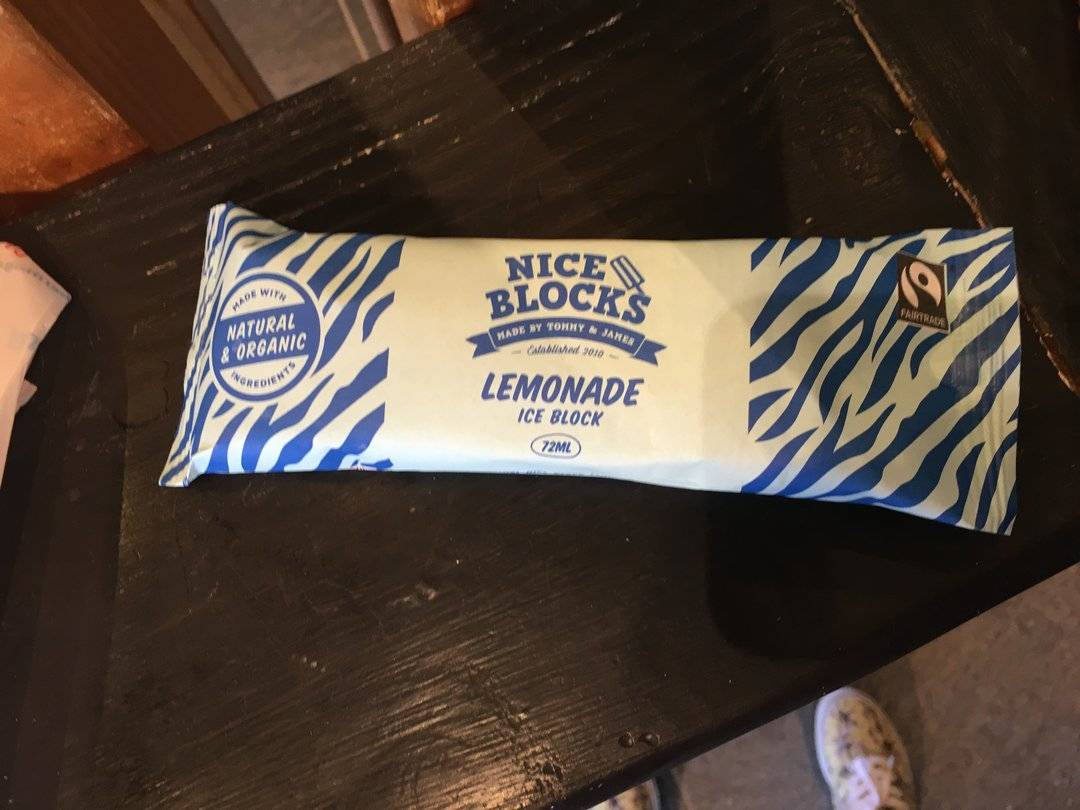 MADE WITH
NATURAL
& ORGANIC
INGREDIENTS
NICE
BLOCKS
MADE BY TOMMY & JAMES
Established 2010
LEMONADE
ICE BLOCK
72ML
FAIRTRADE